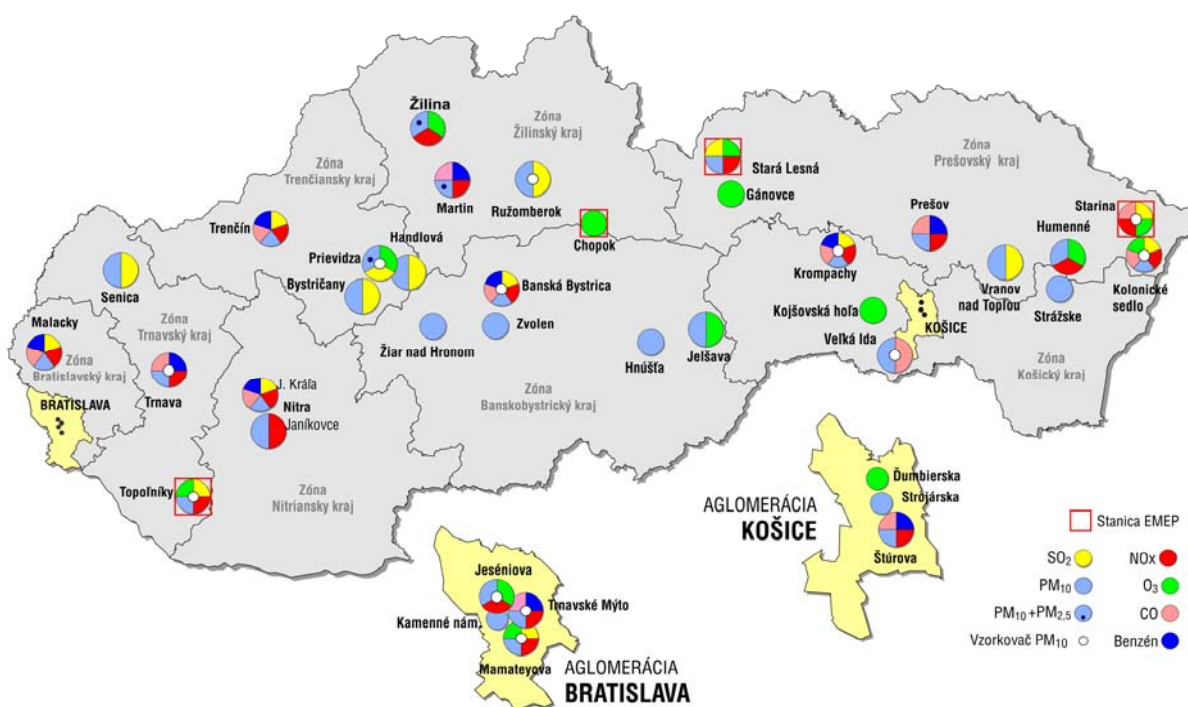 Žilina
Zóna
Žilinský kraj
Zóna
Trenčiansky kraj
Martin
Ružomberok
Stará Lesná
Gánovce
Zóna
Prešovský kraj
Trenčín
Handlová
Prievidza
Bystričany
Chopok
Prešov
Starina
Humenné
Krompachy
Vranov
nad Topľou
Kolonické
sedlo
Strážske
Senica
Banská Bystrica
Malacky
Zóna
Trnavský kraj
Zóna
Bratislavský kraj
Žiar nad Hronom
Zvolen
Hnúšťa
Jelšava
Kojšovská hoľa
KOŠICE
Veľká Ida
Zóna
Košický kraj
Trnava
BRATISLAVA
J. Kráľa
Nitra
Janíkovce
Zóna
Banskobystrický kraj
Topoľníky
Zóna
Nitriansky kraj
AGLOMERÁCIA
KOŠICE
Ďumbierska
Strojárska
Štúrova
Jeséniova
Trnavské Mýto
Kamenné nám.
Mamateyova
AGLOMERÁCIA
BRATISLAVA
Stanica EMEP
SO₂ NOx
PM₁₀ O₃
PM₁₀+PM₂,₅ CO
Vzorkovač PM₁₀ Benzén